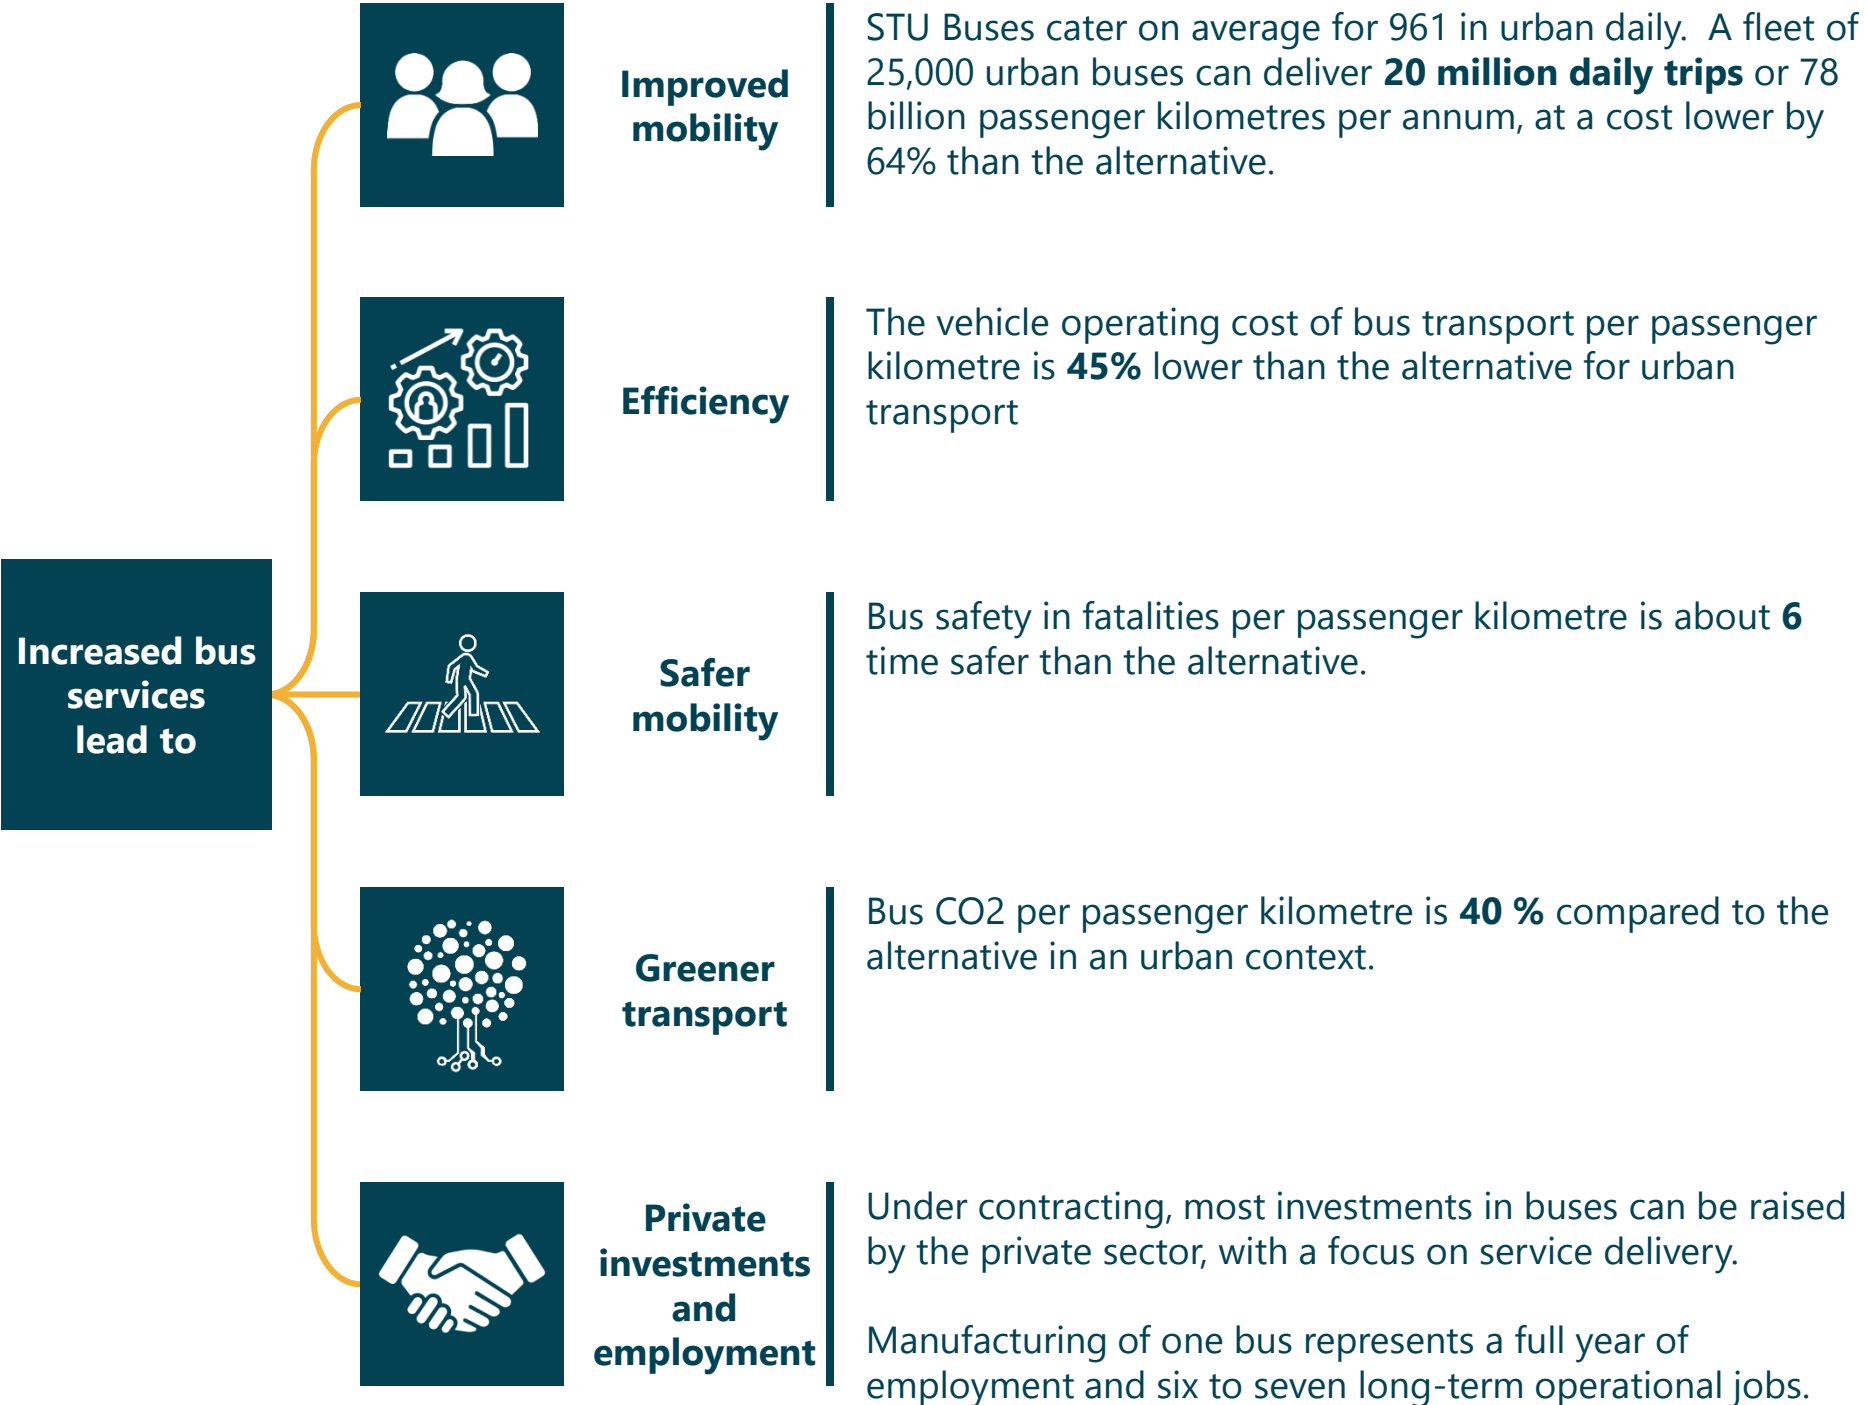 Increased bus
services
lead to
Improved
mobility
STU Buses cater on average for 961 in urban daily.  A fleet of
25,000 urban buses can deliver 20 million daily trips or 78
billion passenger kilometres per annum, at a cost lower by
64% than the alternative.
Efficiency
The vehicle operating cost of bus transport per passenger
kilometre is 45% lower than the alternative for urban
transport
Safer
mobility
Bus safety in fatalities per passenger kilometre is about 6
time safer than the alternative.
Greener
transport
Bus CO2 per passenger kilometre is 40 % compared to the
alternative in an urban context.
Private
investments
and
employment
Under contracting, most investments in buses can be raised
by the private sector, with a focus on service delivery.
Manufacturing of one bus represents a full year of
employment and six to seven long-term operational jobs.